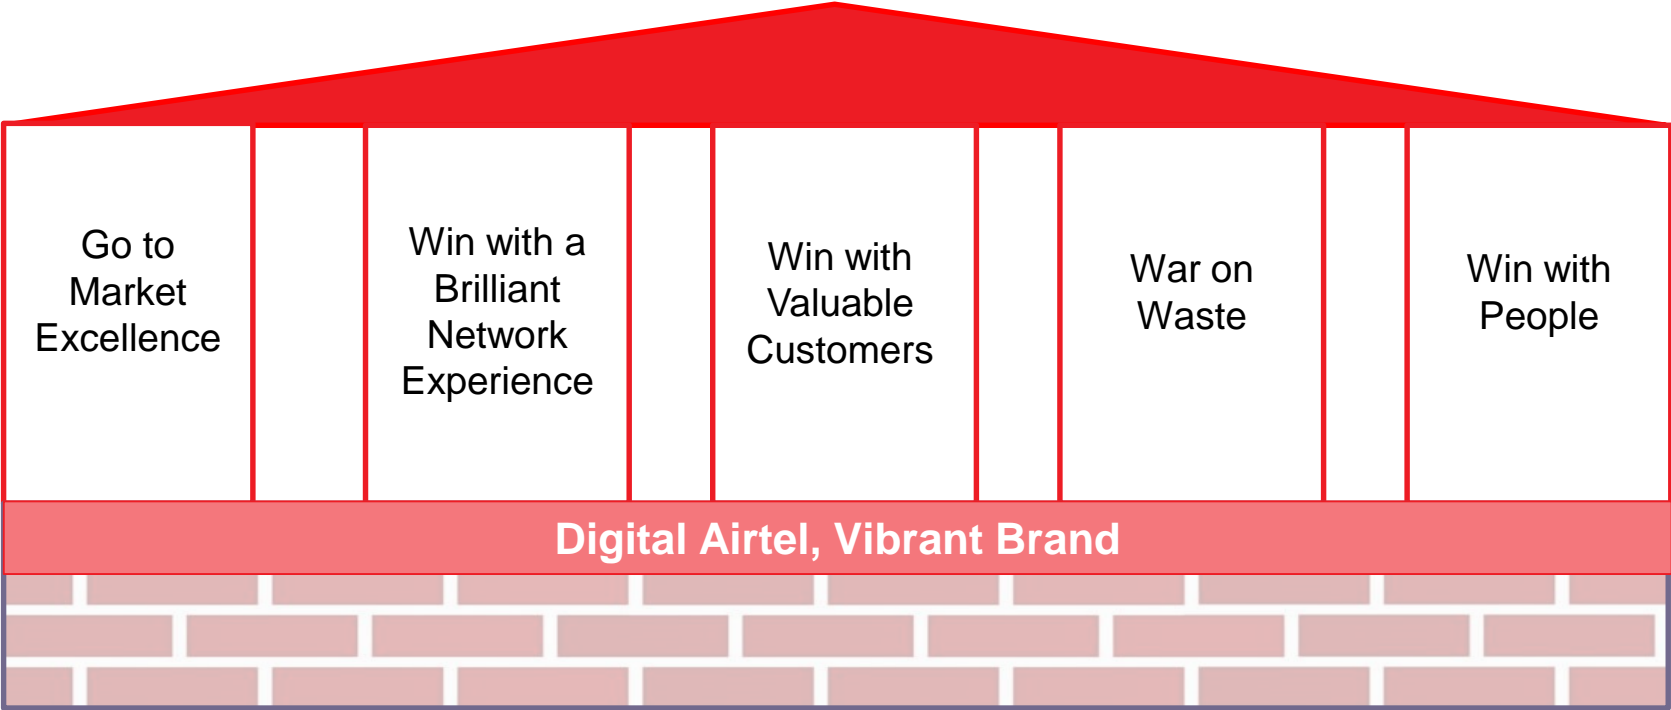 Go to
Market
Excellence
Win with a
Brilliant
Network
Experience
Win with
Valuable
Customers
War on
Waste
Win with
People
Digital Airtel, Vibrant Brand